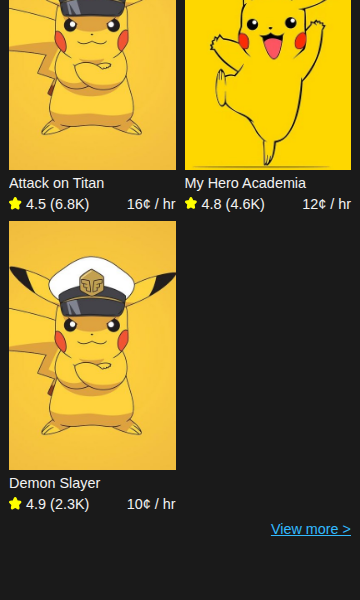 Attack on Titan
4.5 (6.8K) 16¢ / hr
My Hero Academia
4.8 (4.6K) 12¢ / hr
Demon Slayer
4.9 (2.3K) 10¢ / hr
View more >